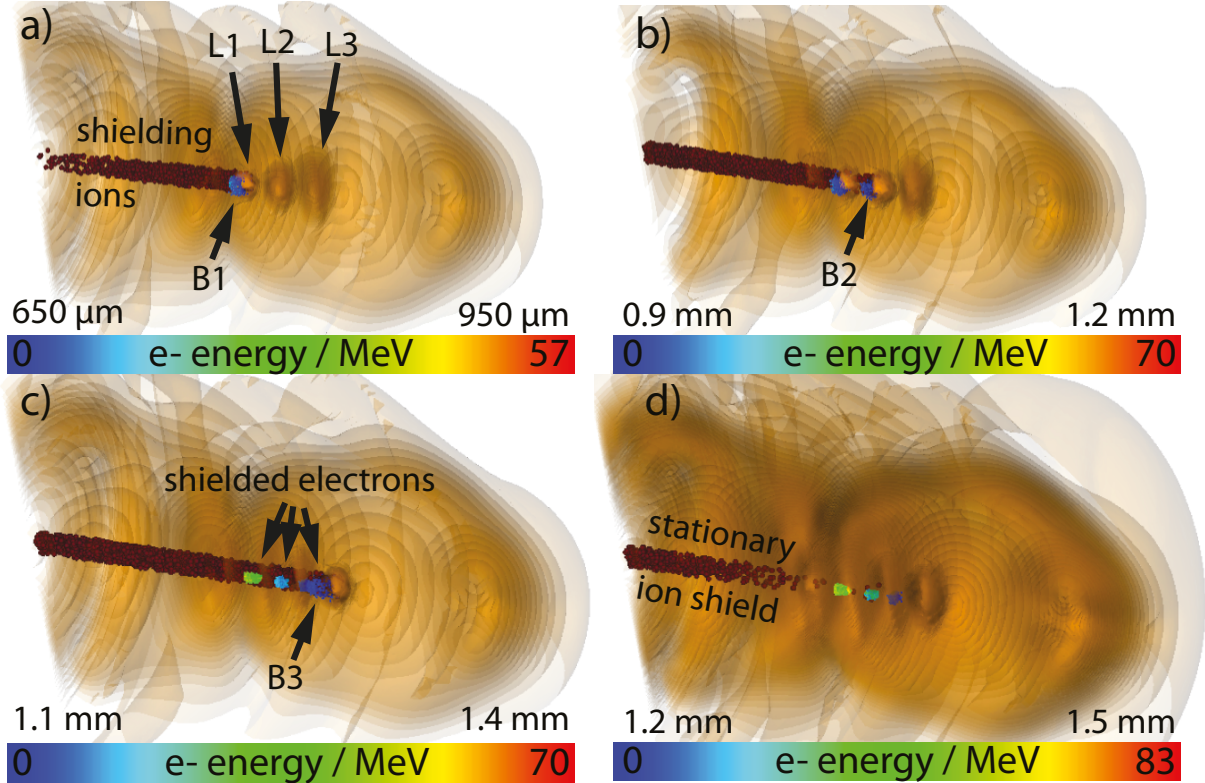 a)
L1 L2 L3
shielding
ions
B1
650 µm 950 µm
0 e- energy / MeV 57
b)
B2
0.9 mm 1.2 mm
0 e- energy / MeV 70
c)
shielded electrons
B3
1.1 mm 1.4 mm
0 e- energy / MeV 70
d)
stationary
ion shield
1.2 mm 1.5 mm
0 e- energy / MeV 83